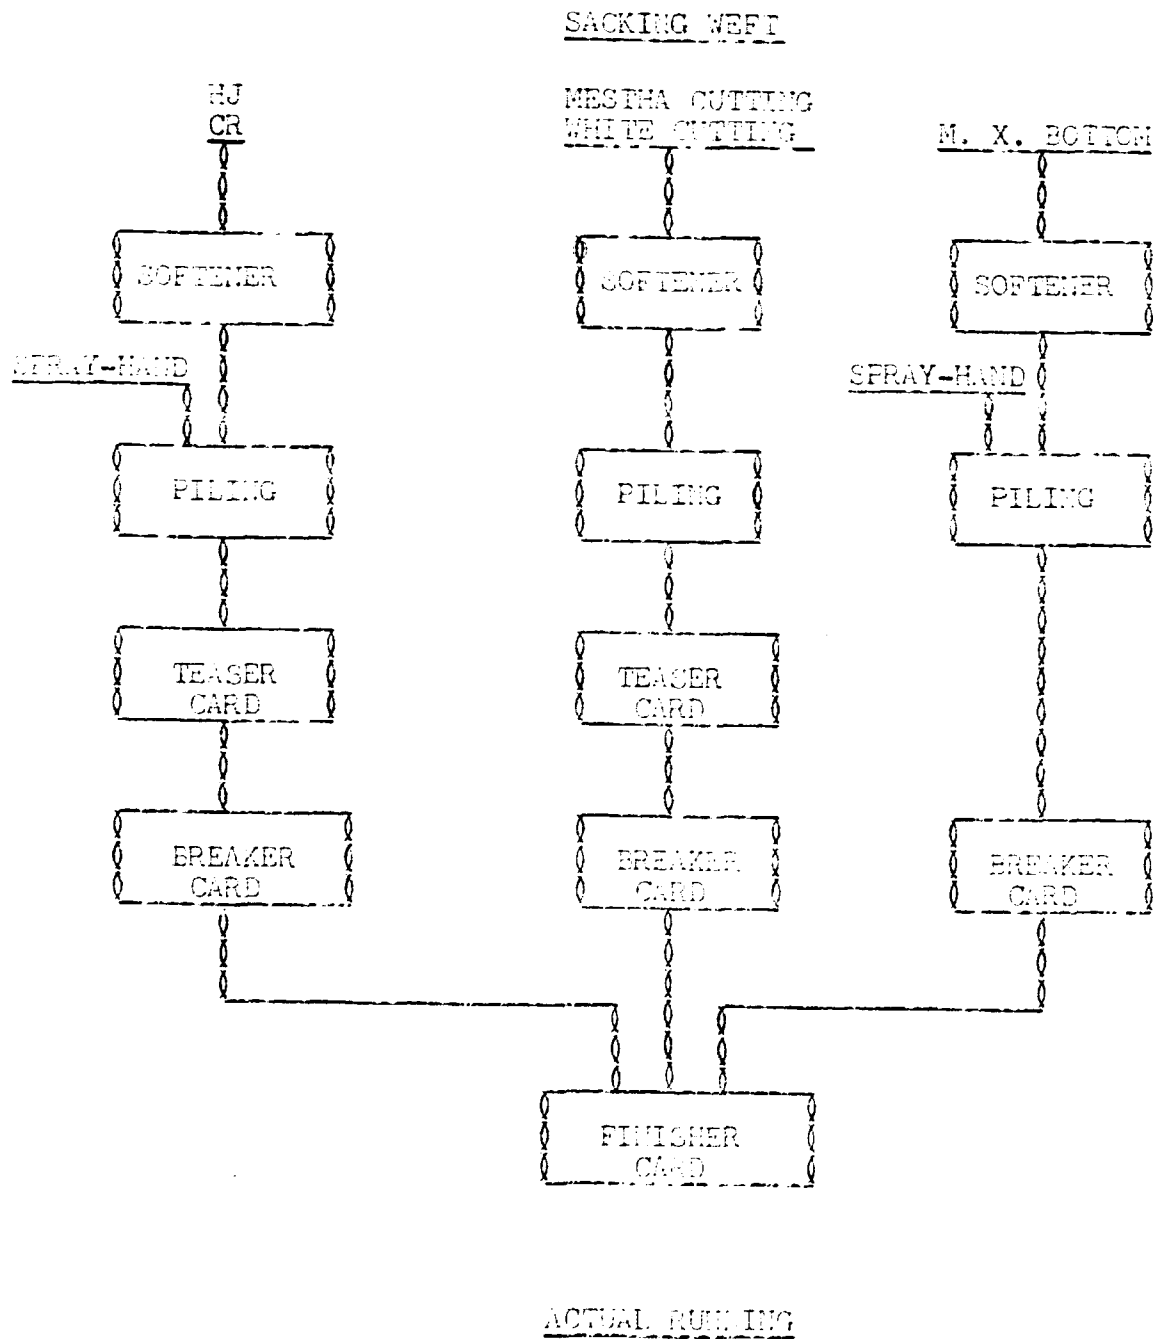 SACKING WEFT
HJ
CR
MESTHA CUTTING
WHITE CUTTING
M. X. BOTTOM
SOFTENER
SOFTENER
SOFTENER
SPRAY-HAND
SPRAY-HAND
PILING
PILING
PILING
TEASER
CARD
TEASER
CARD
BREAKER
CARD
BREAKER
CARD
BREAKER
CARD
FINISHER
CARD
ACTUAL RUNNING